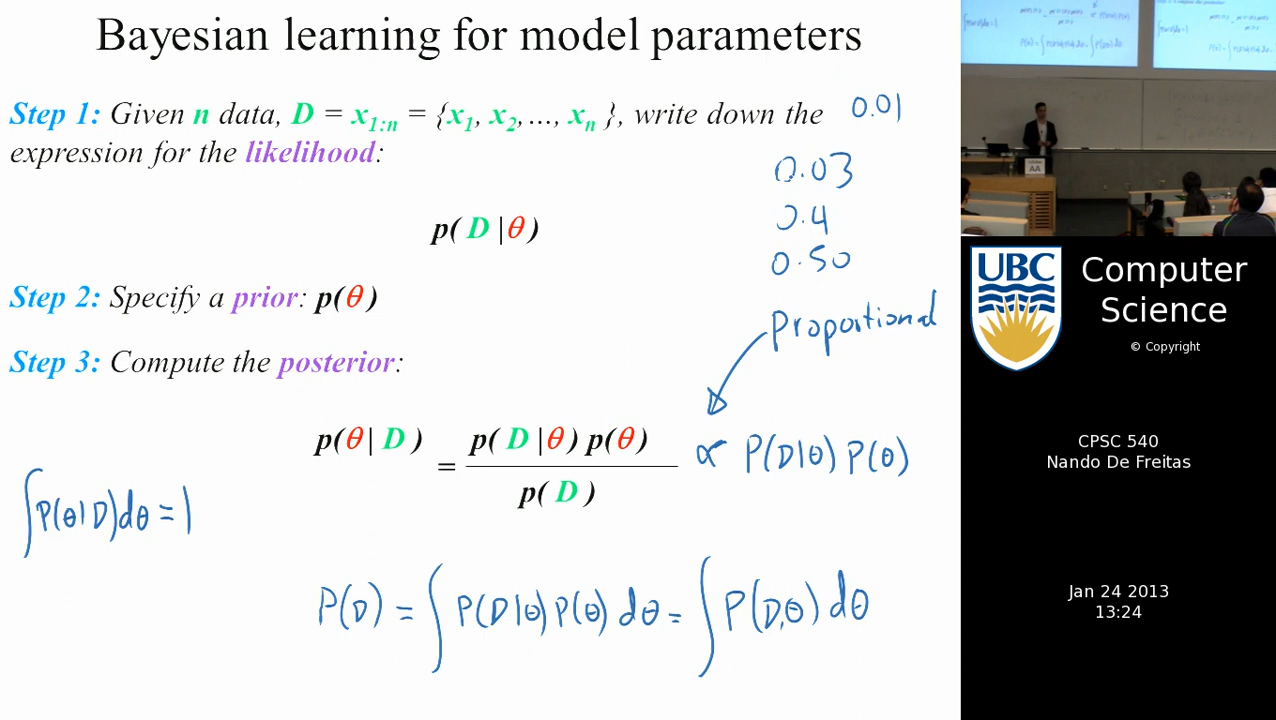 Bayesian learning for model parameters
Step 1: Given n data, D = x1:n = {x1, x2,…, xn }, write down the
expression for the likelihood:
0.01
0.03
0.4
0.50
p( D |θ )
Step 2: Specify a prior: p(θ )
Proportional
Step 3: Compute the posterior:
p(θ | D ) = p( D |θ ) p(θ ) / p( D ) ∝ P(D|θ) P(θ)
∫P(θ|D)dθ = 1
P(D) = ∫ P(D|θ) P(θ) dθ = ∫ P(D,θ) dθ
UBC
Computer
Science
© Copyright
CPSC 540
Nando De Freitas
Jan 24 2013
13:24